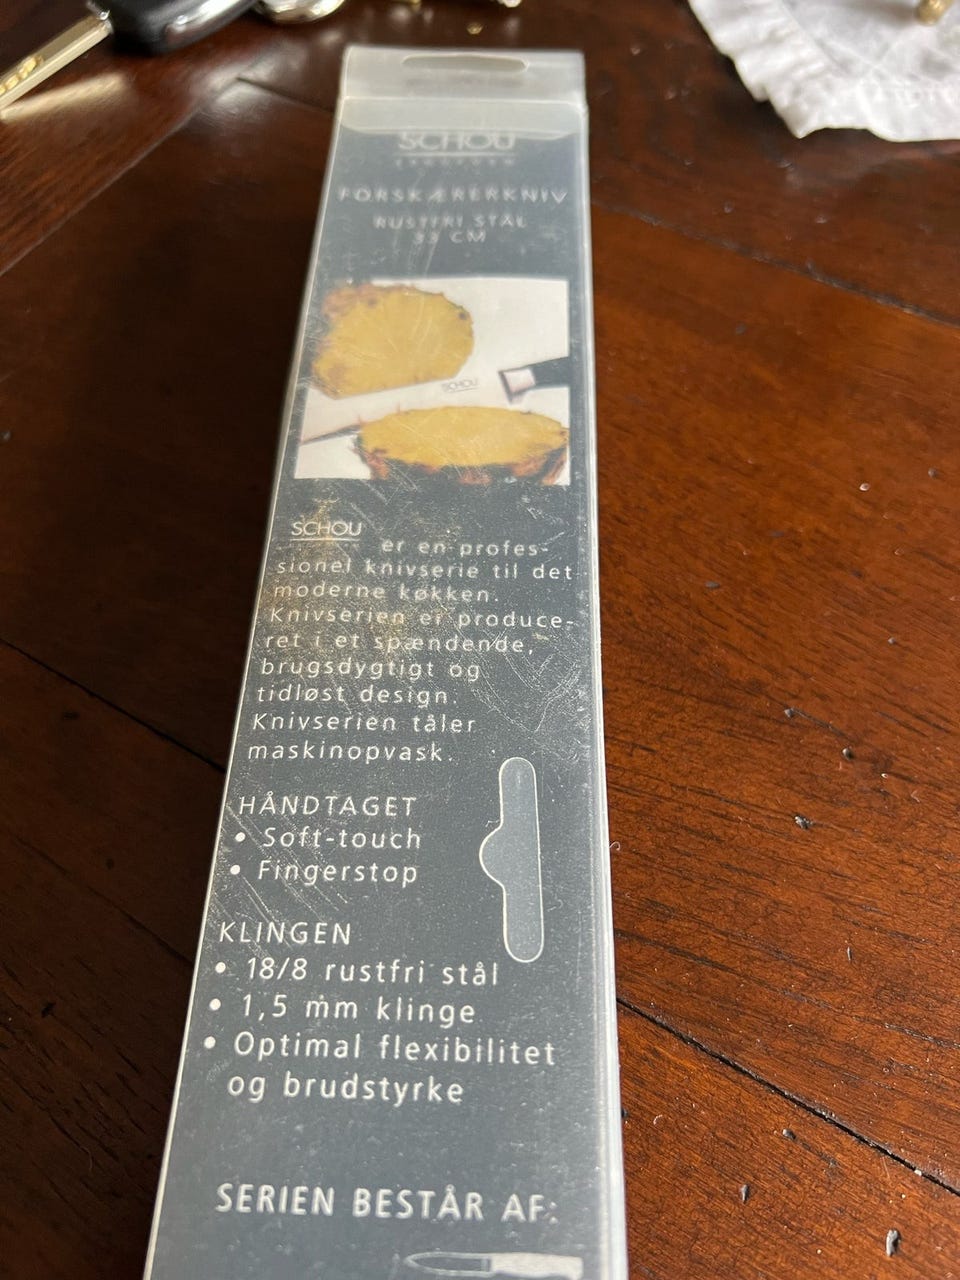 SCHOU
FORSKÆRERKNIV
RUSTFRI STÅL
33 CM
SCHOU
SCHOU er en profes-
sionel knivserie til det
moderne køkken.
Knivserien er produce-
ret i et spændende,
brugsdygtigt og
tidløst design.
Knivserien tåler
maskinopvask.
HÅNDTAGET
• Soft-touch
• Fingerstop
KLINGEN
• 18/8 rustfri stål
• 1,5 mm klinge
• Optimal flexibilitet
og brudstyrke
SERIEN BESTÅR AF: